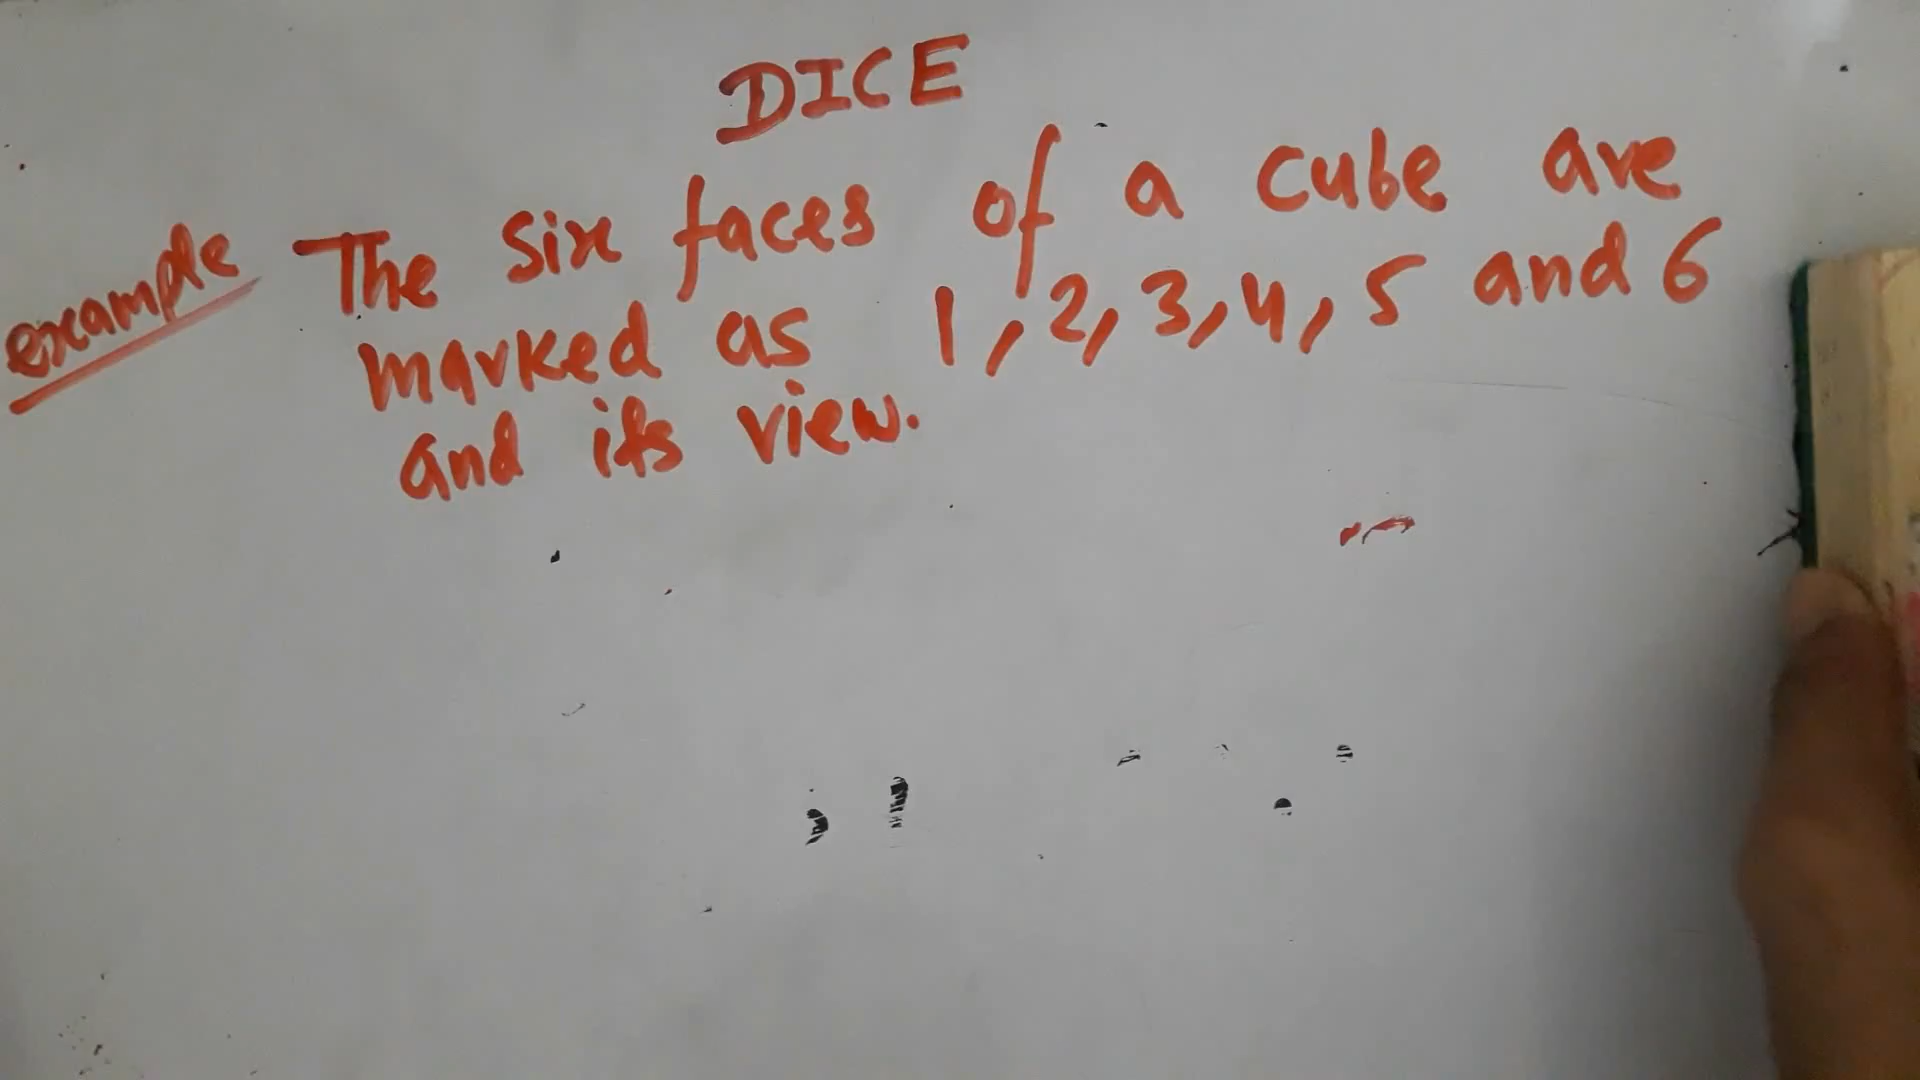 DICE
example The six faces of a cube are
marked as 1, 2, 3, 4, 5 and 6
and its view.